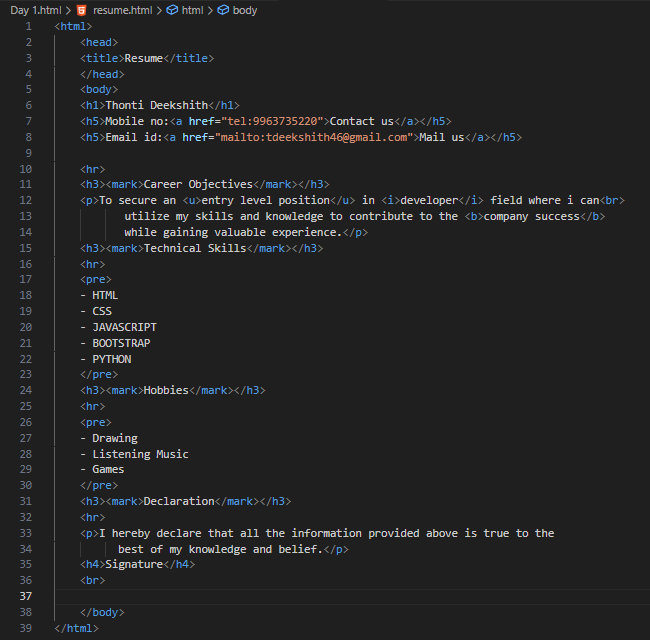 Day 1.html > resume.html > html > body
1 <html>
2 <head>
3 <title>Resume</title>
4 </head>
5 <body>
6 <h1>Thonti Deekshith</h1>
7 <h5>Mobile no:<a href="tel:9963735220">Contact us</a></h5>
8 <h5>Email id:<a href="mailto:tdeekshith46@gmail.com">Mail us</a></h5>
9
10 <hr>
11 <h3><mark>Career Objectives</mark></h3>
12 <p>To secure an <u>entry level position</u> in <i>developer</i> field where i can<br>
13 utilize my skills and knowledge to contribute to the <b>company success</b>
14 while gaining valuable experience.</p>
15 <h3><mark>Technical Skills</mark></h3>
16 <hr>
17 <pre>
18 - HTML
19 - CSS
20 - JAVASCRIPT
21 - BOOTSTRAP
22 - PYTHON
23 </pre>
24 <h3><mark>Hobbies</mark></h3>
25 <hr>
26 <pre>
27 - Drawing
28 - Listening Music
29 - Games
30 </pre>
31 <h3><mark>Declaration</mark></h3>
32 <hr>
33 <p>I hereby declare that all the information provided above is true to the
34 best of my knowledge and belief.</p>
35 <h4>Signature</h4>
36 <br>
37
38 </body>
39 </html>